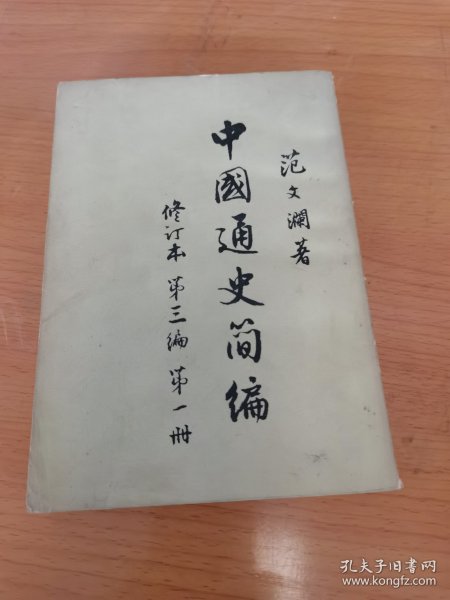 范文澜著
中國通史简编
修订本 第三编 第一册
孔夫子旧书网
www.kongfz.com